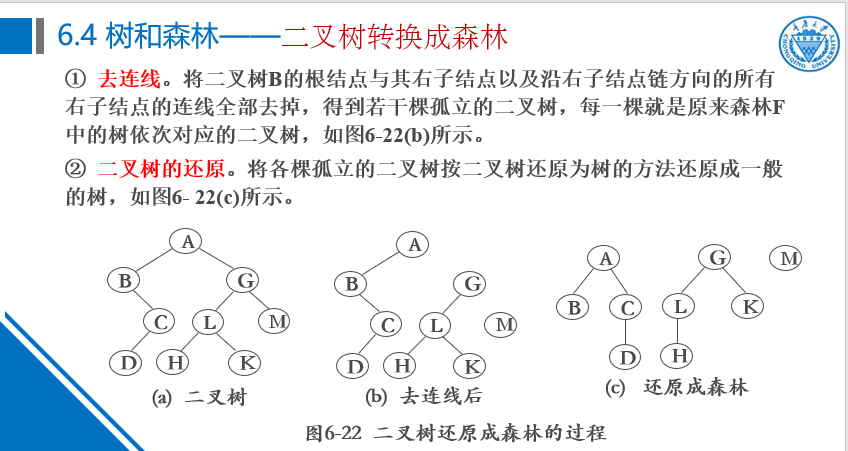 6.4 树和森林——二叉树转换成森林
① 去连线。将二叉树B的根结点与其右子结点以及沿右子结点链方向的所有
右子结点的连线全部去掉，得到若干棵孤立的二叉树，每一棵就是原来森林F
中的树依次对应的二叉树，如图6-22(b)所示。
② 二叉树的还原。将各棵孤立的二叉树按二叉树还原为树的方法还原成一般
的树，如图6- 22(c)所示。
A
B G
C L M
D H K
(a) 二叉树
A
B G
C L M
D H K
(b) 去连线后
A G M
B C L K
D H
(c) 还原成森林
图6-22 二叉树还原成森林的过程